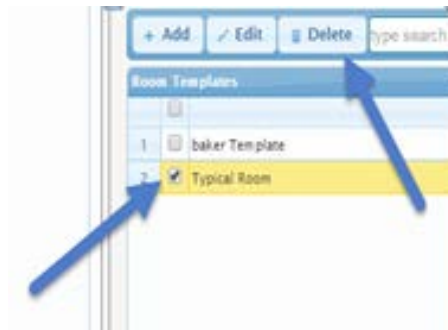 + Add Edit Delete type search
Room Templates
1 baker Template
2 Typical Room